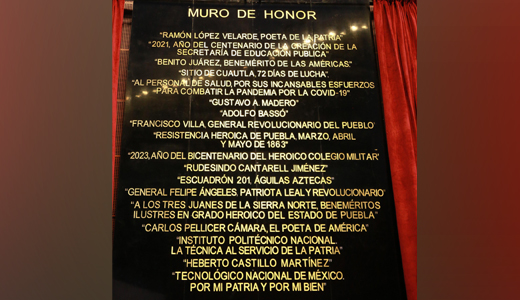 MURO DE HONOR
"RAMÓN LÓPEZ VELARDE, POETA DE LA PATRIA"
"2021, AÑO DEL CENTENARIO DE LA CREACIÓN DE LA
SECRETARÍA DE EDUCACIÓN PÚBLICA"
"BENITO JUÁREZ, BENEMÉRITO DE LAS AMÉRICAS."
"SITIO DE CUAUTLA, 72 DÍAS DE LUCHA".
"AL PERSONAL DE SALUD, POR SUS INCANSABLES ESFUERZOS
PARA COMBATIR LA PANDEMIA POR LA COVID-19"
"GUSTAVO A. MADERO"
"ADOLFO BASSÓ"
"FRANCISCO VILLA, GENERAL REVOLUCIONARIO DEL PUEBLO"
"RESISTENCIA HEROICA DE PUEBLA, MARZO, ABRIL
Y MAYO DE 1863"
"2023, AÑO DEL BICENTENARIO DEL HEROICO COLEGIO MILITAR"
"RUDESINDO CANTARELL JIMÉNEZ"
"ESCUADRÓN 201, ÁGUILAS AZTECAS"
"GENERAL FELIPE ÁNGELES. PATRIOTA LEAL Y REVOLUCIONARIO"
"A LOS TRES JUANES DE LA SIERRA NORTE, BENEMÉRITOS
ILUSTRES EN GRADO HEROICO DEL ESTADO DE PUEBLA"
"CARLOS PELLICER CÁMARA, EL POETA DE AMÉRICA"
"INSTITUTO POLITÉCNICO NACIONAL.
LA TÉCNICA AL SERVICIO DE LA PATRIA"
"HEBERTO CASTILLO MARTÍNEZ"
"TECNOLÓGICO NACIONAL DE MÉXICO.
POR MI PATRIA Y POR MI BIEN"